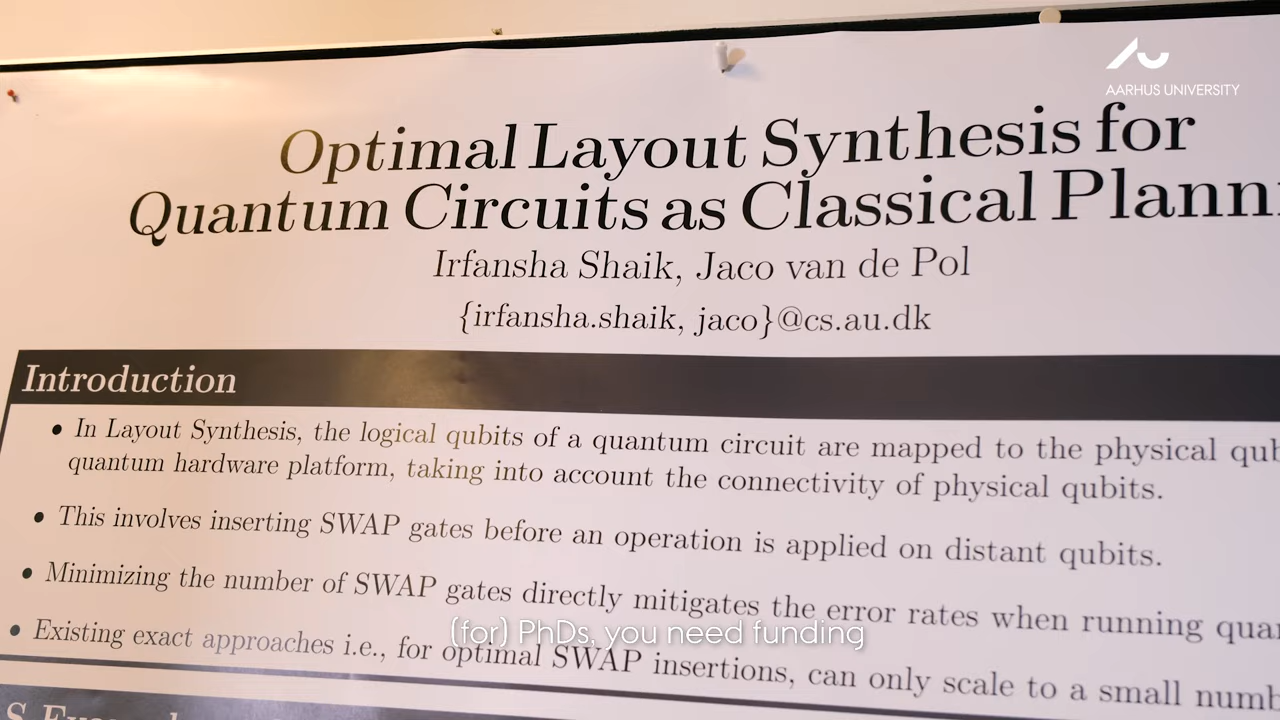 AARHUS UNIVERSITY
Optimal Layout Synthesis for
Quantum Circuits as Classical
Irfansha Shaik, Jaco van de Pol
{irfansha.shaik, jaco}@cs.au.dk
Introduction
• In Layout Synthesis, the logical qubits of a quantum circuit are mapped to the physical
quantum hardware platform, taking into account the connectivity of physical qubits.
• This involves inserting SWAP gates before an operation is applied on distant qubits.
• Minimizing the number of SWAP gates directly mitigates the error rates when running
• Existing exact approaches i.e., for optimal SWAP insertions, can only scale to a small
(for) PhDs, you need funding